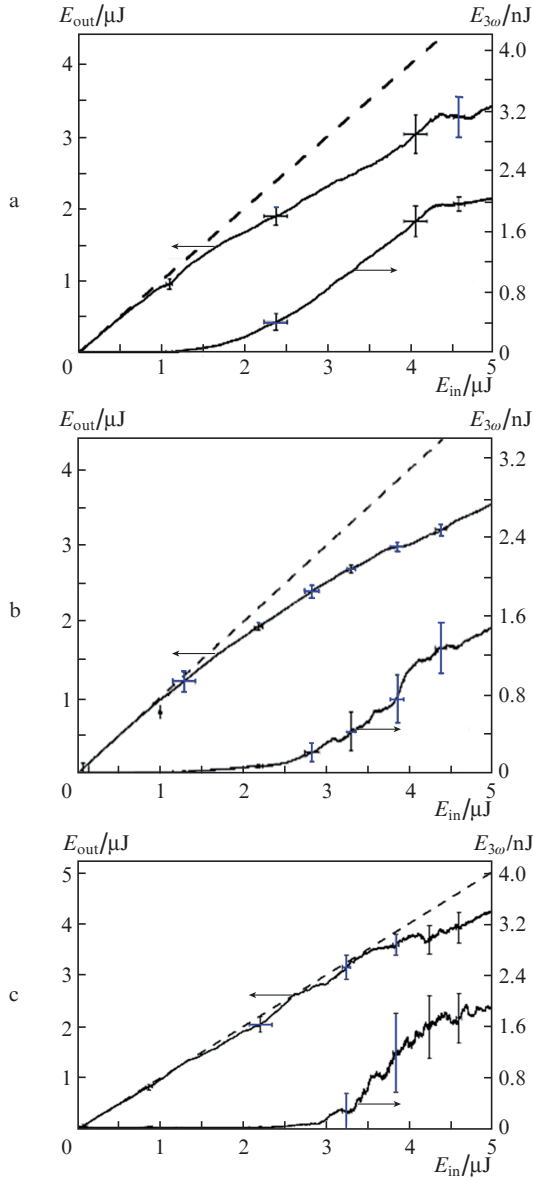 E_out/µJ E_3ω/nJ
4 4.0
3.2
3
2.4
a
2
1.6
1 0.8
0
0 1 2 3 4 5
E_in/µJ
E_out/µJ E_3ω/nJ
4 3.2
3 2.4
b
2 1.6
1 0.8
0
0 1 2 3 4 5
E_in/µJ
E_out/µJ E_3ω/nJ
5 4.0
4 3.2
3 2.4
c
2 1.6
1 0.8
0
0 1 2 3 4 5
E_in/µJ